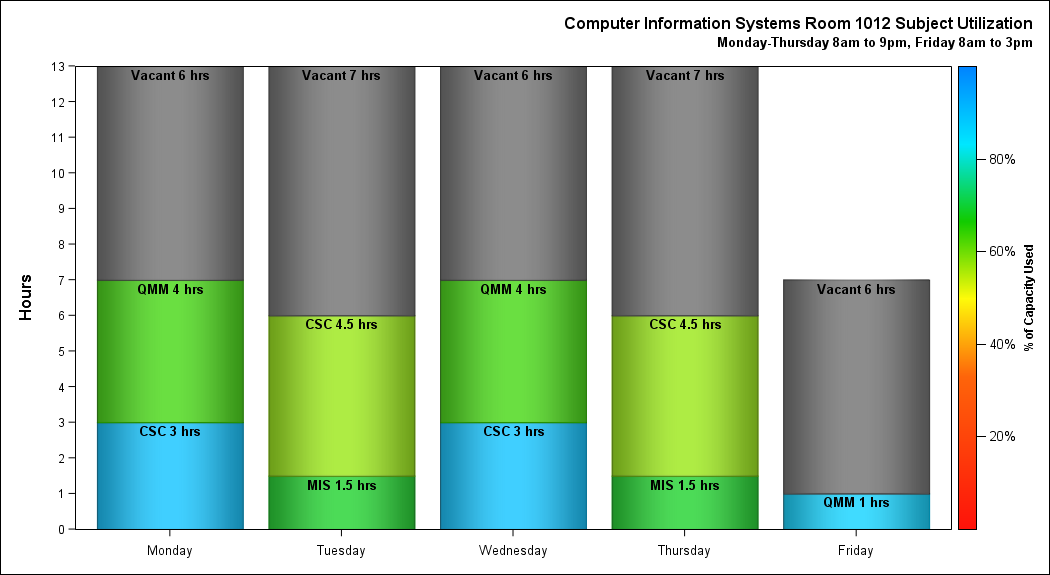 Computer Information Systems Room 1012 Subject Utilization
Monday-Thursday 8am to 9pm, Friday 8am to 3pm
Hours
13
12
11
10
9
8
7
6
5
4
3
2
1
0
Vacant 6 hrs
QMM 4 hrs
CSC 3 hrs
Vacant 7 hrs
CSC 4.5 hrs
MIS 1.5 hrs
Vacant 6 hrs
QMM 4 hrs
CSC 3 hrs
Vacant 7 hrs
CSC 4.5 hrs
MIS 1.5 hrs
Vacant 6 hrs
QMM 1 hrs
Monday
Tuesday
Wednesday
Thursday
Friday
80%
60%
40%
20%
% of Capacity Used